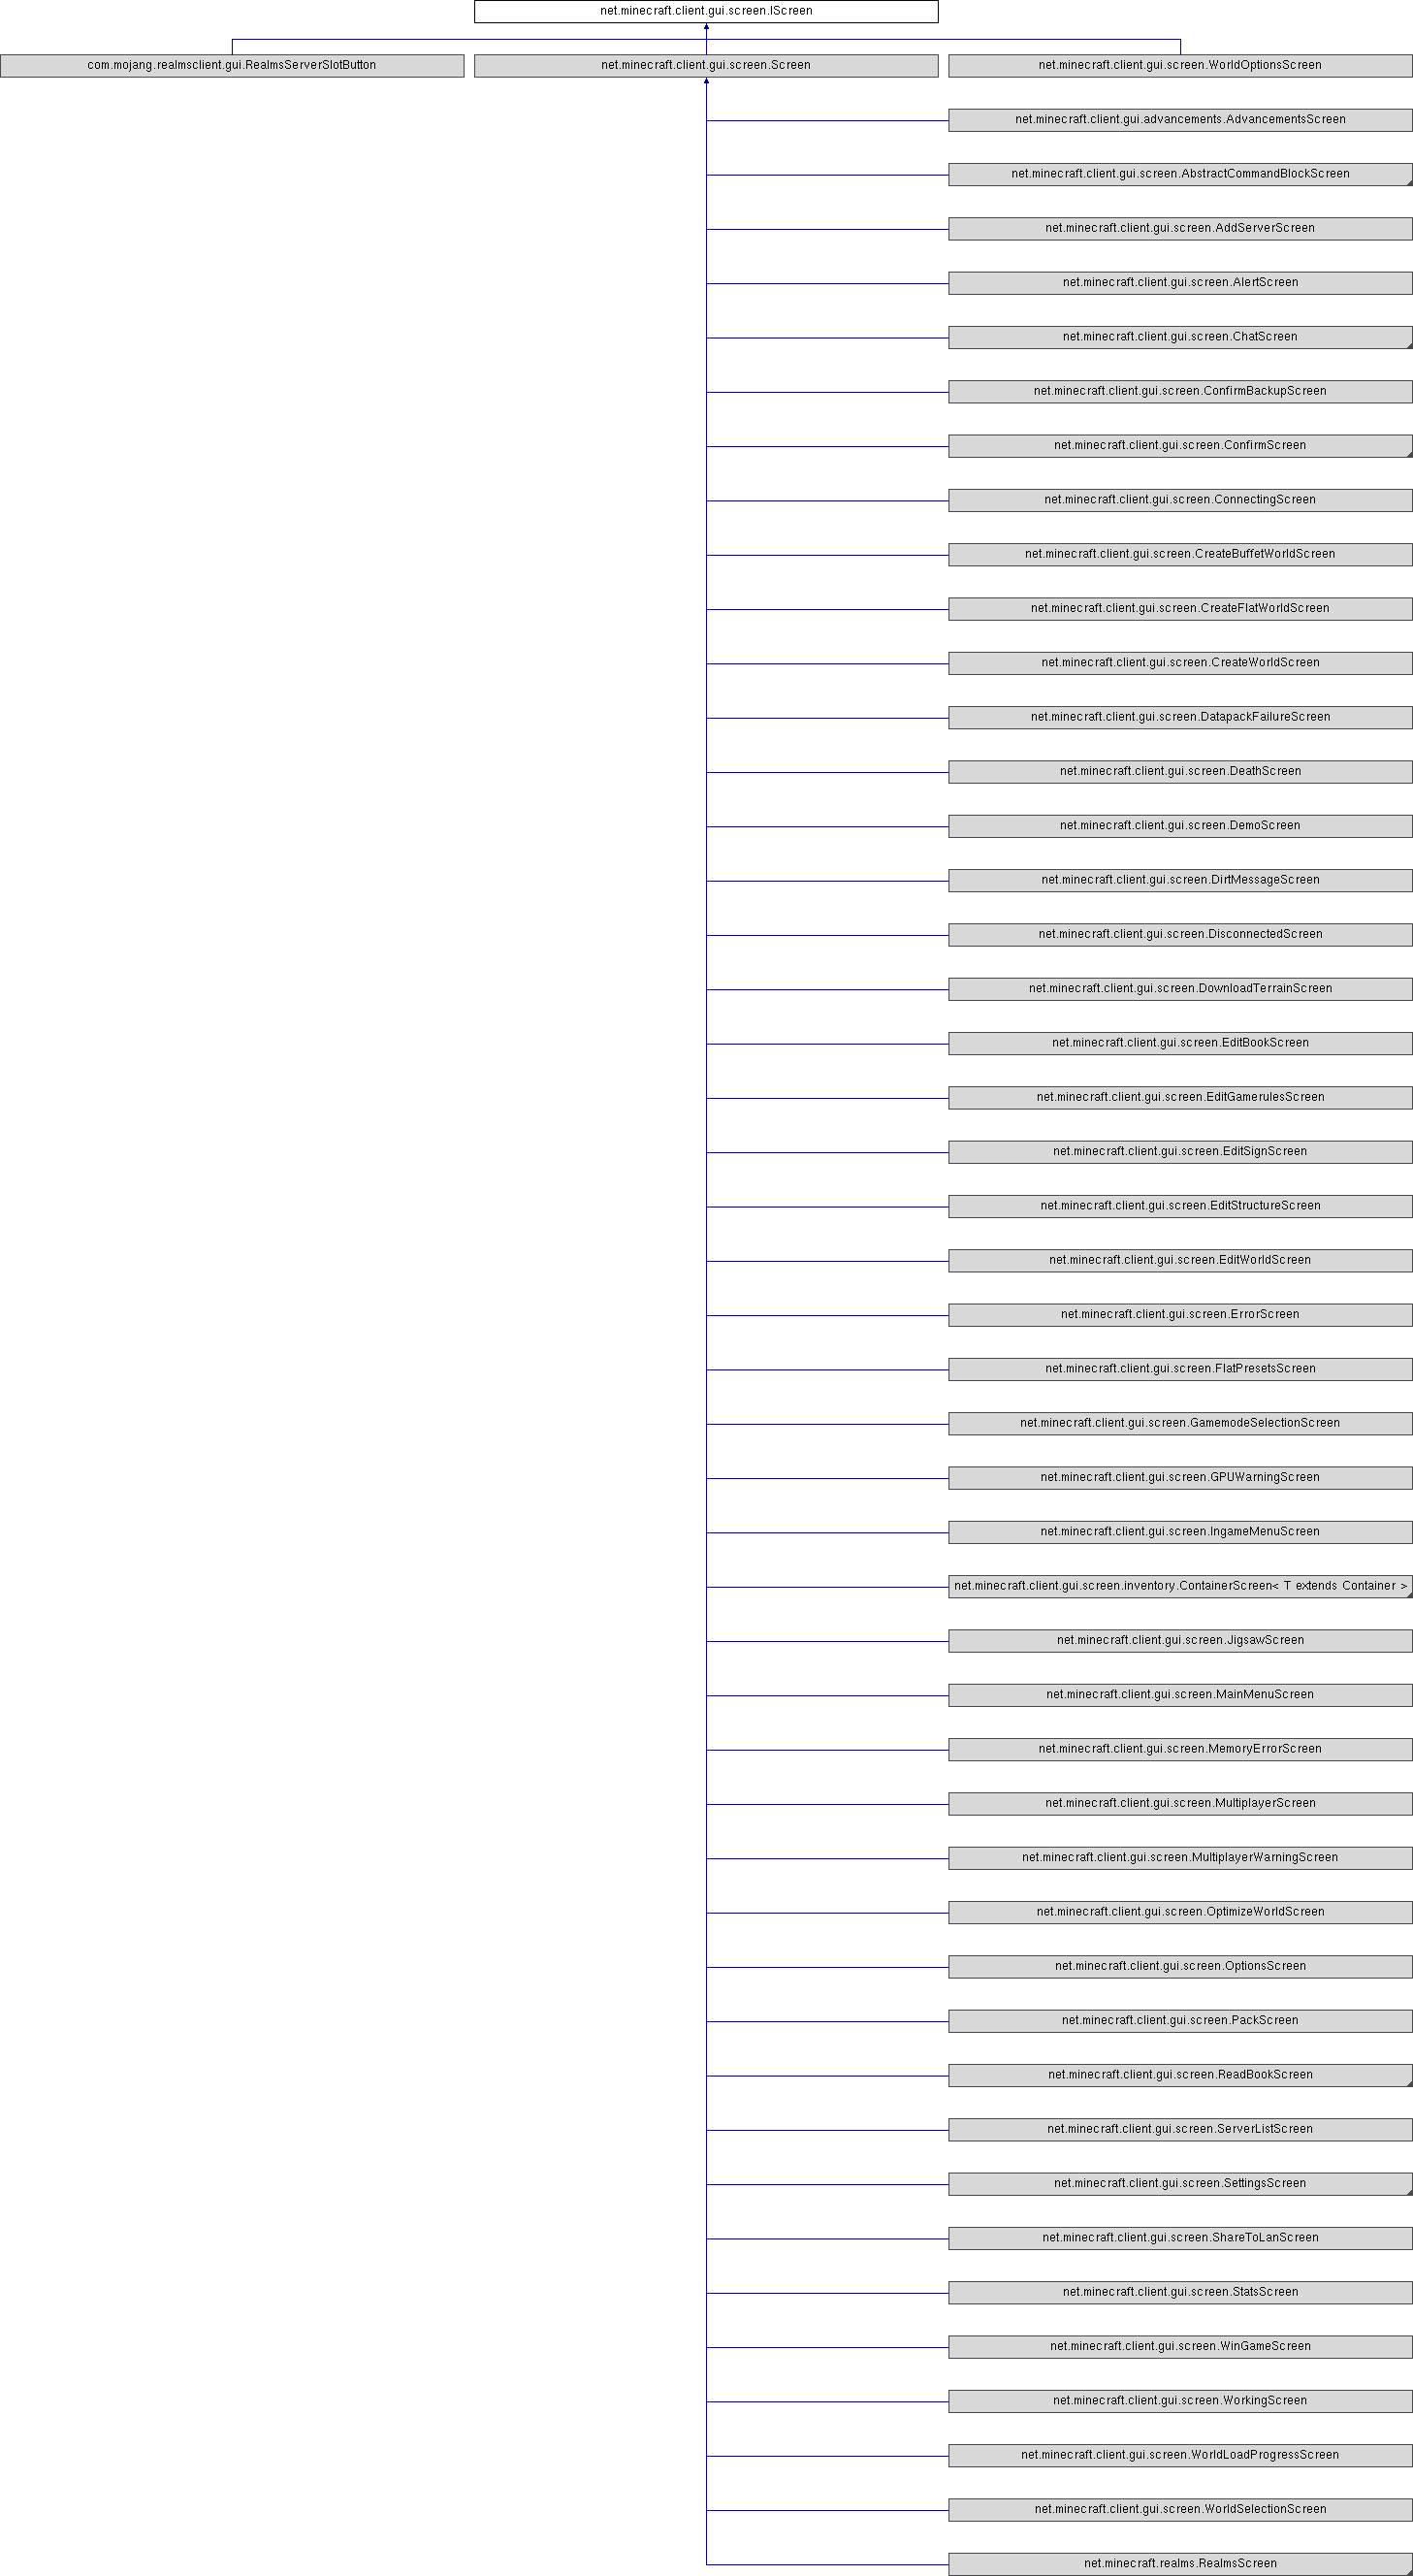 net.minecraft.client.gui.screen.IScreen
com.mojang.realmsclient.gui.RealmsServerSlotButton
net.minecraft.client.gui.screen.Screen
net.minecraft.client.gui.screen.WorldOptionsScreen
net.minecraft.client.gui.advancements.AdvancementsScreen
net.minecraft.client.gui.screen.AbstractCommandBlockScreen
net.minecraft.client.gui.screen.AddServerScreen
net.minecraft.client.gui.screen.AlertScreen
net.minecraft.client.gui.screen.ChatScreen
net.minecraft.client.gui.screen.ConfirmBackupScreen
net.minecraft.client.gui.screen.ConfirmScreen
net.minecraft.client.gui.screen.ConnectingScreen
net.minecraft.client.gui.screen.CreateBuffetWorldScreen
net.minecraft.client.gui.screen.CreateFlatWorldScreen
net.minecraft.client.gui.screen.CreateWorldScreen
net.minecraft.client.gui.screen.DatapackFailureScreen
net.minecraft.client.gui.screen.DeathScreen
net.minecraft.client.gui.screen.DemoScreen
net.minecraft.client.gui.screen.DirtMessageScreen
net.minecraft.client.gui.screen.DisconnectedScreen
net.minecraft.client.gui.screen.DownloadTerrainScreen
net.minecraft.client.gui.screen.EditBookScreen
net.minecraft.client.gui.screen.EditGamerulesScreen
net.minecraft.client.gui.screen.EditSignScreen
net.minecraft.client.gui.screen.EditStructureScreen
net.minecraft.client.gui.screen.EditWorldScreen
net.minecraft.client.gui.screen.ErrorScreen
net.minecraft.client.gui.screen.FlatPresetsScreen
net.minecraft.client.gui.screen.GamemodeSelectionScreen
net.minecraft.client.gui.screen.GPUWarningScreen
net.minecraft.client.gui.screen.IngameMenuScreen
net.minecraft.client.gui.screen.inventory.ContainerScreen< T extends Container >
net.minecraft.client.gui.screen.JigsawScreen
net.minecraft.client.gui.screen.MainMenuScreen
net.minecraft.client.gui.screen.MemoryErrorScreen
net.minecraft.client.gui.screen.MultiplayerScreen
net.minecraft.client.gui.screen.MultiplayerWarningScreen
net.minecraft.client.gui.screen.OptimizeWorldScreen
net.minecraft.client.gui.screen.OptionsScreen
net.minecraft.client.gui.screen.PackScreen
net.minecraft.client.gui.screen.ReadBookScreen
net.minecraft.client.gui.screen.ServerListScreen
net.minecraft.client.gui.screen.SettingsScreen
net.minecraft.client.gui.screen.ShareToLanScreen
net.minecraft.client.gui.screen.StatsScreen
net.minecraft.client.gui.screen.WinGameScreen
net.minecraft.client.gui.screen.WorkingScreen
net.minecraft.client.gui.screen.WorldLoadProgressScreen
net.minecraft.client.gui.screen.WorldSelectionScreen
net.minecraft.realms.RealmsScreen